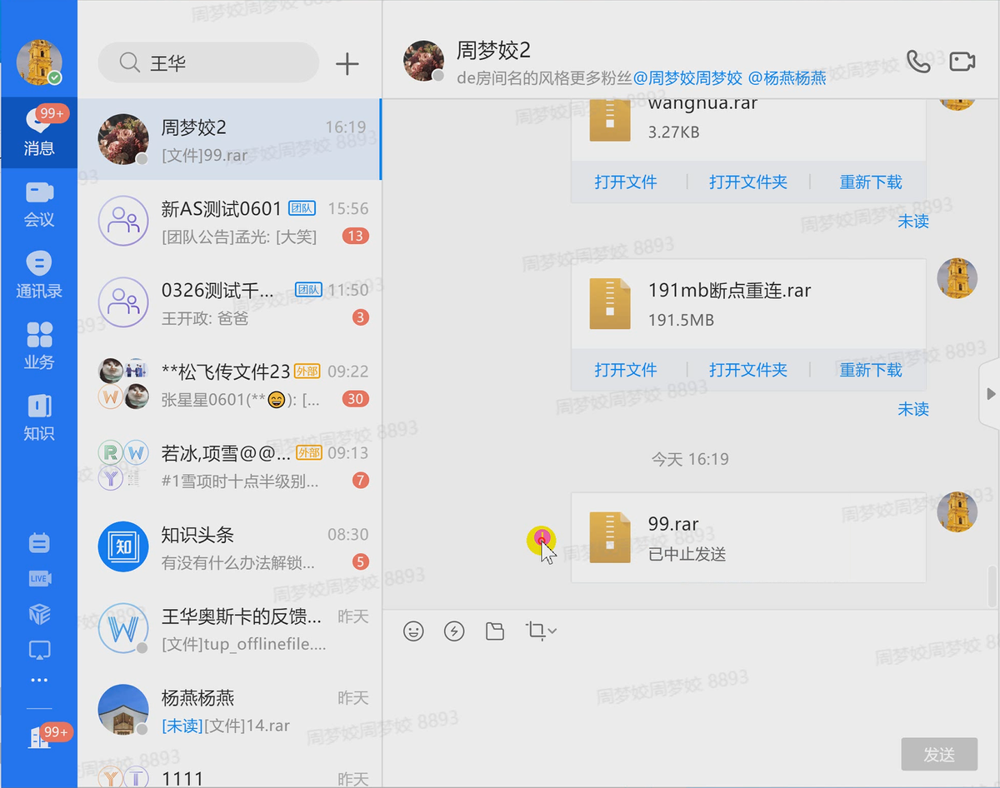 99+
消息
会议
通讯录
业务
知识
LIVE
99+
王华
周梦姣2
16:19
[文件]99.rar
新AS测试0601
团队
15:56
[团队公告]孟光: [大笑]
13
0326测试千...
团队
11:50
王开政: 爸爸
3
**松飞传文件23
外部
09:22
W
张星星0601(**😄): [...
30
若冰,项雪@@...
外部
09:13
R W
Y
#1雪项时十点半级别...
7
知识头条
08:30
知
有没有什么办法解锁...
5
王华奥斯卡的反馈...
昨天
W
[文件]tup_offlinefile....
杨燕杨燕
昨天
[未读][文件]14.rar
Y T
1111
昨天
周梦姣2
de房间名的风格更多粉丝@周梦姣周梦姣 @杨燕杨燕
wanghua.rar
3.27KB
打开文件 | 打开文件夹 | 重新下载
未读
191mb断点重连.rar
191.5MB
打开文件 | 打开文件夹 | 重新下载
未读
今天 16:19
99.rar
已中止发送
发送
周梦姣周梦姣 8893